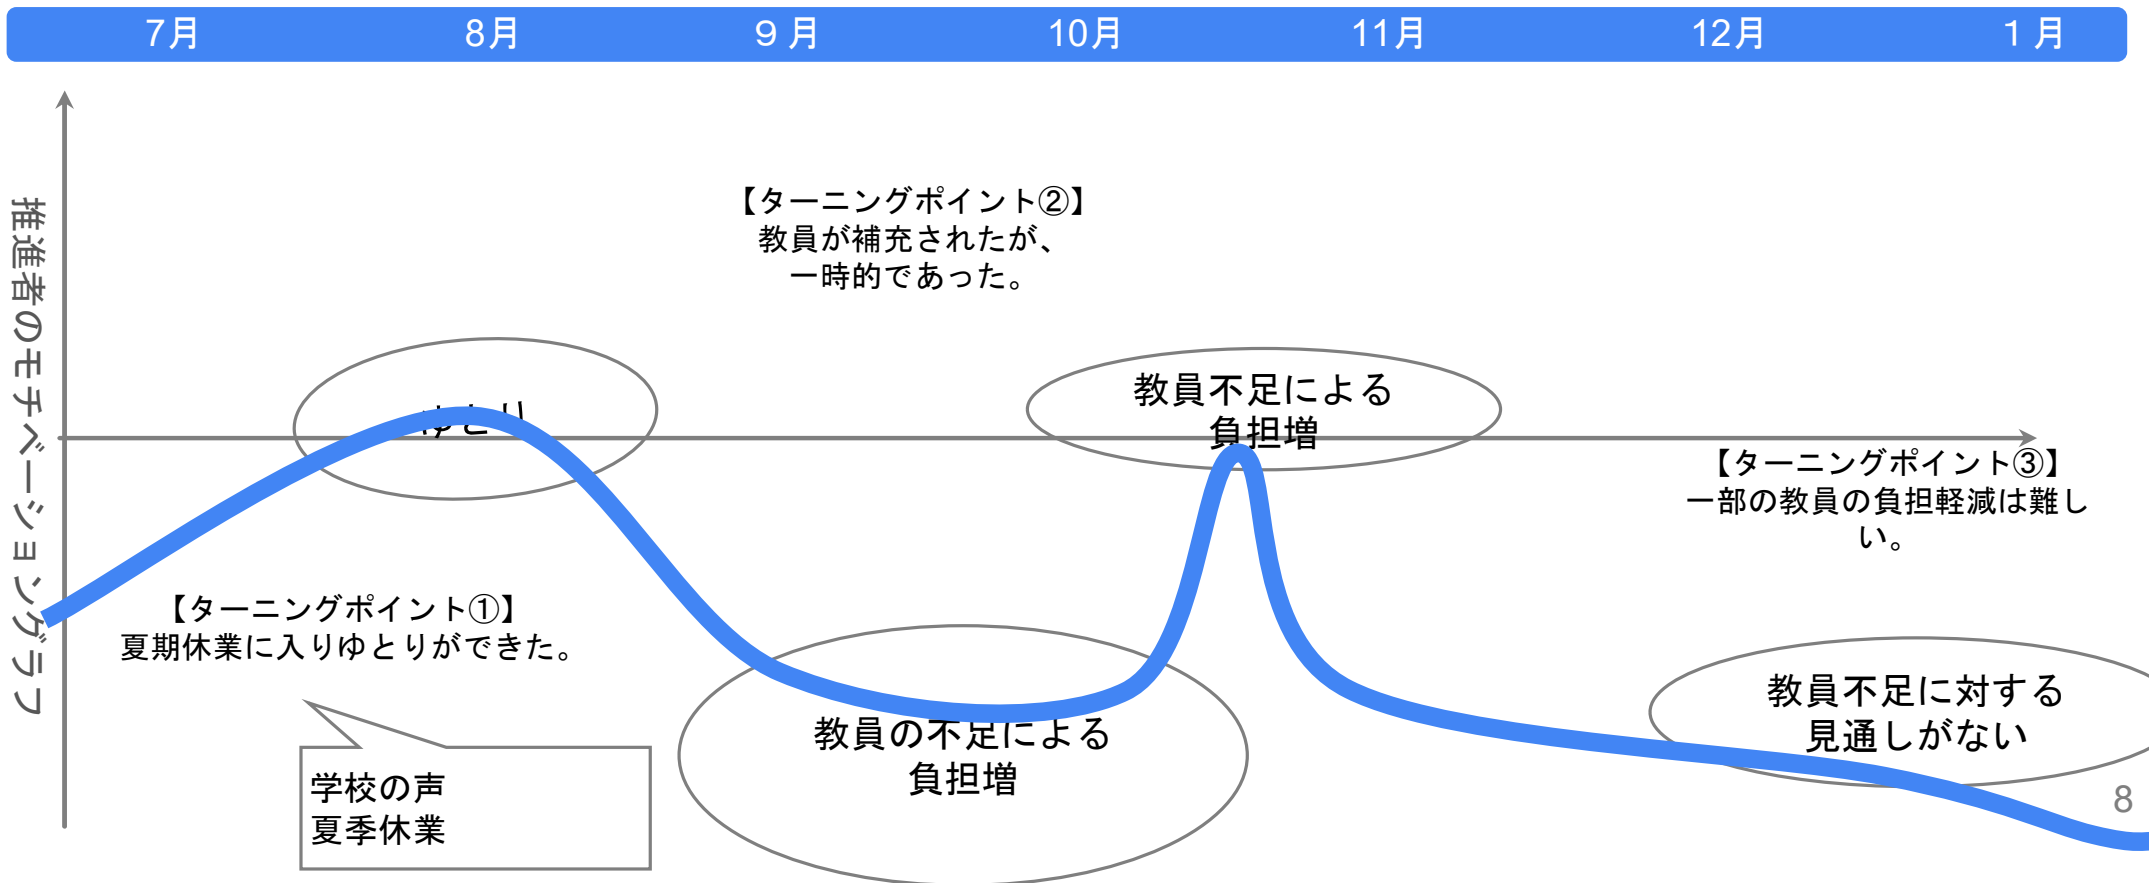 7月 8月 9月 10月 11月 12月 1月
推進者のモチベーショングラフ
【ターニングポイント②】
教員が補充されたが、
一時的であった。
ゆとり
教員不足による
負担増
【ターニングポイント③】
一部の教員の負担軽減は難し
い。
【ターニングポイント①】
夏期休業に入りゆとりができた。
教員の不足による
負担増
教員不足に対する
見通しがない
学校の声
夏季休業
8